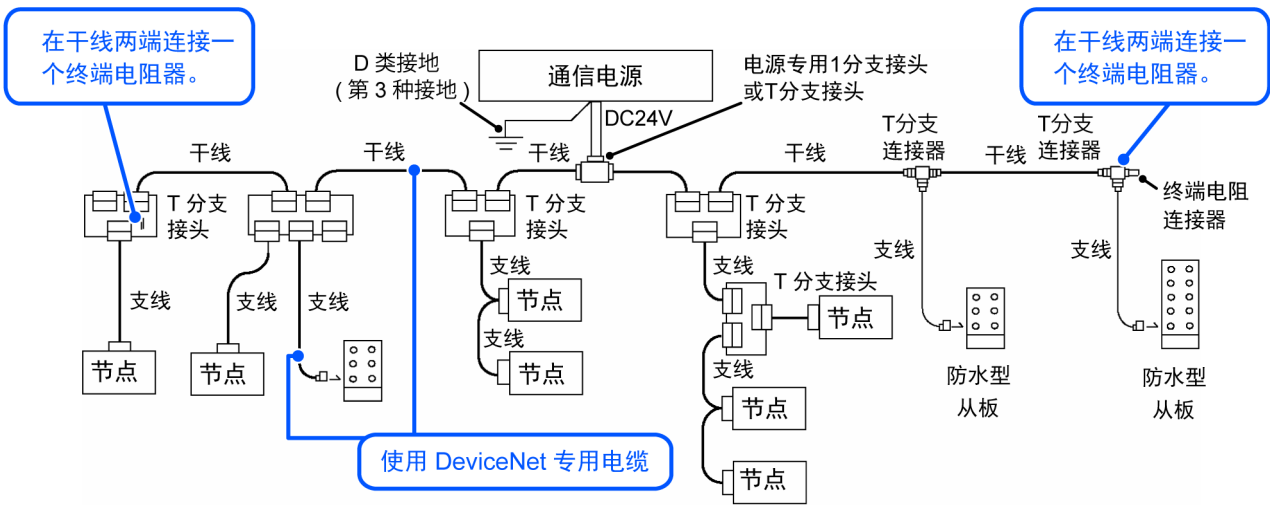 在干线两端连接一
个终端电阻器。
D 类接地
( 第 3 种接地 )
通信电源
电源专用1分支接头
或T分支接头
在干线两端连接一
个终端电阻器。
DC24V
干线
干线
干线
干线
T分支
连接器
干线
T分支
连接器
终端电阻
连接器
T 分支
接头
T 分支
接头
T 分支
接头
支线
支线
支线
支线
支线
支线
支线
T 分支接头
节点
节点
支线
支线
节点
节点
节点
节点
节点
防水型
从板
防水型
从板
使用 DeviceNet 专用电缆